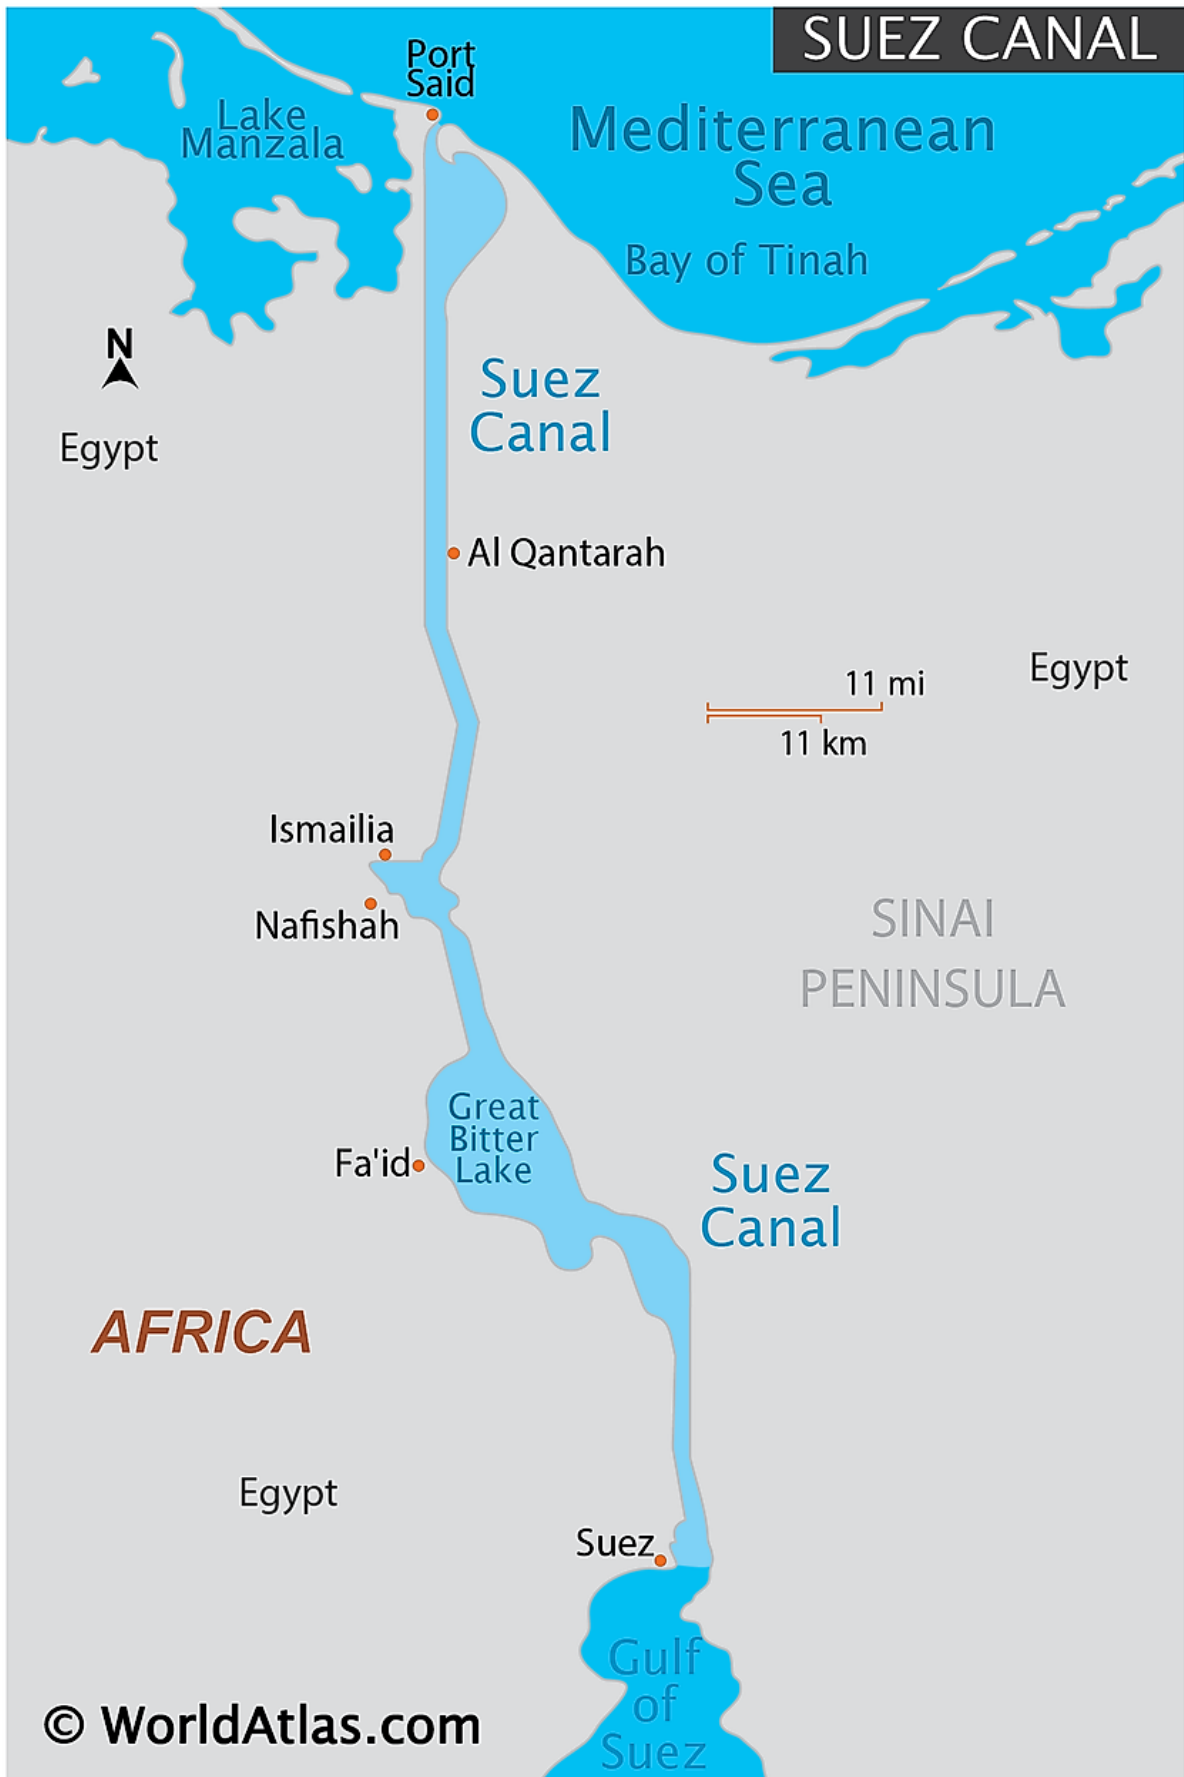 SUEZ CANAL
Port
Said
Lake
Manzala
Mediterranean
Sea
Bay of Tinah
N
Egypt
Suez
Canal
Al Qantarah
Egypt
11 mi
11 km
Ismailia
Nafishah
SINAI
PENINSULA
Great
Bitter
Lake
Fa'id
Suez
Canal
AFRICA
Egypt
Suez
Gulf
of
Suez
© WorldAtlas.com